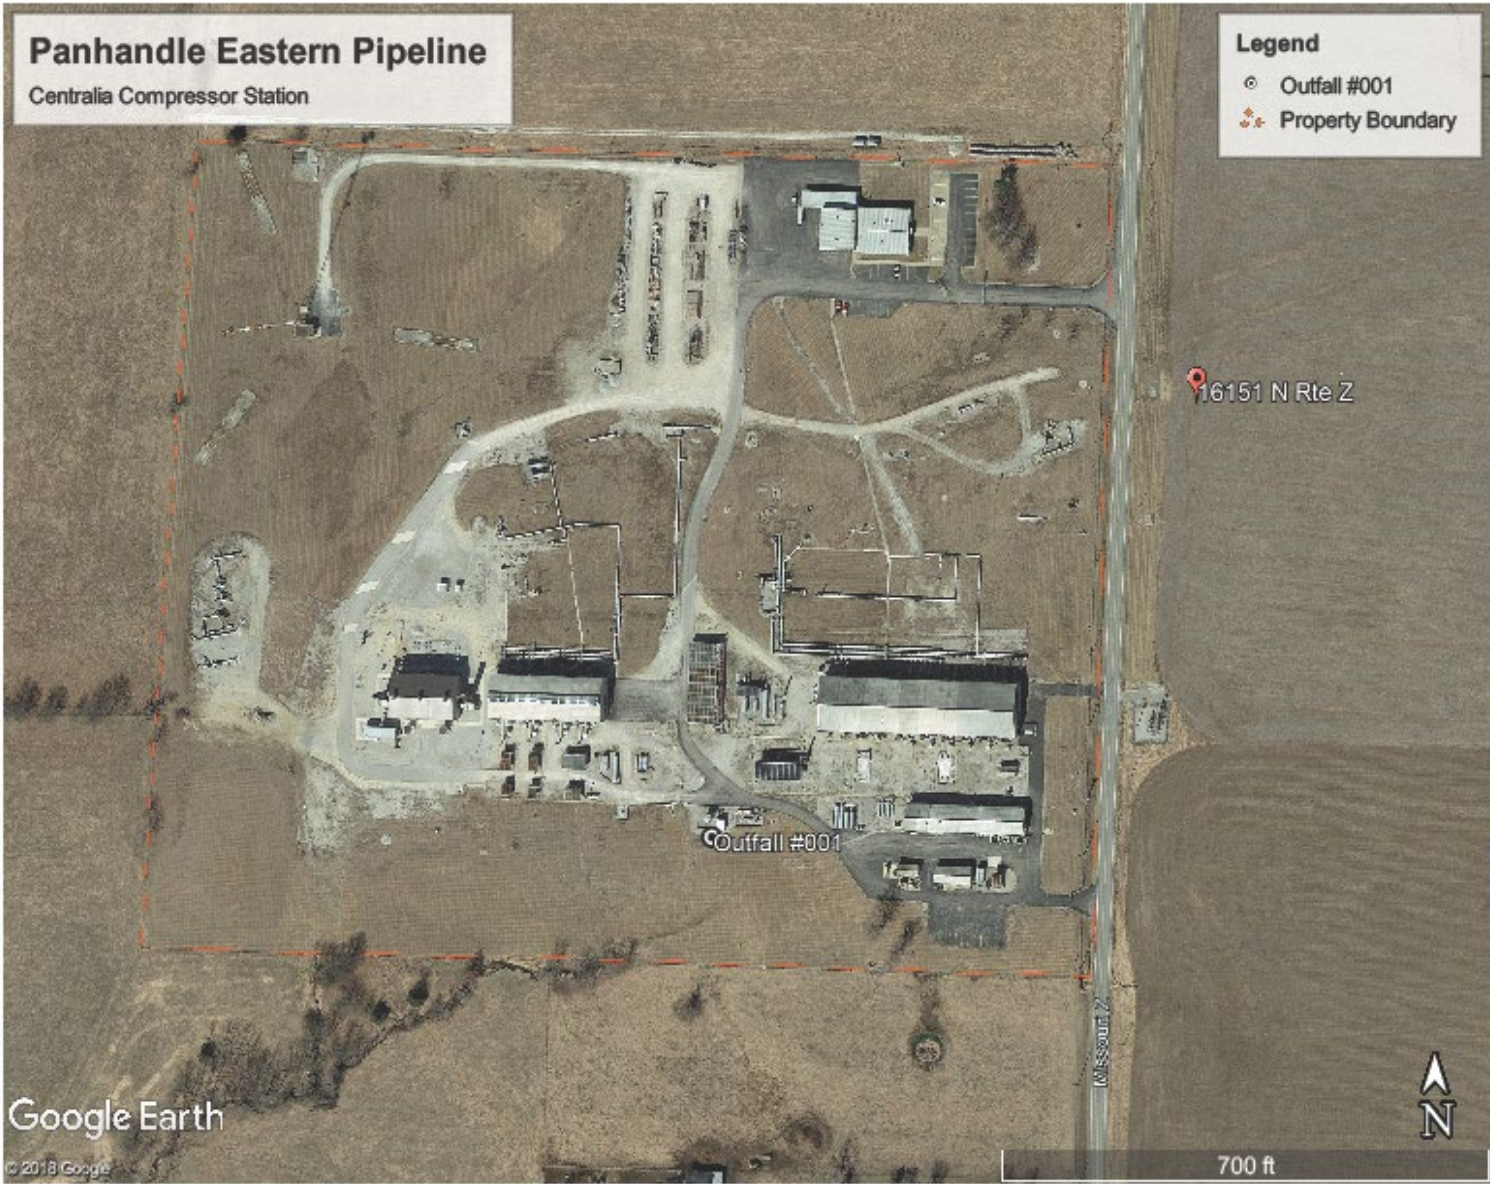 Panhandle Eastern Pipeline
Centralia Compressor Station
Legend
Outfall #001
Property Boundary
16151 N Rte Z
Outfall #001
Missouri Z
Google Earth
© 2018 Google
N
700 ft